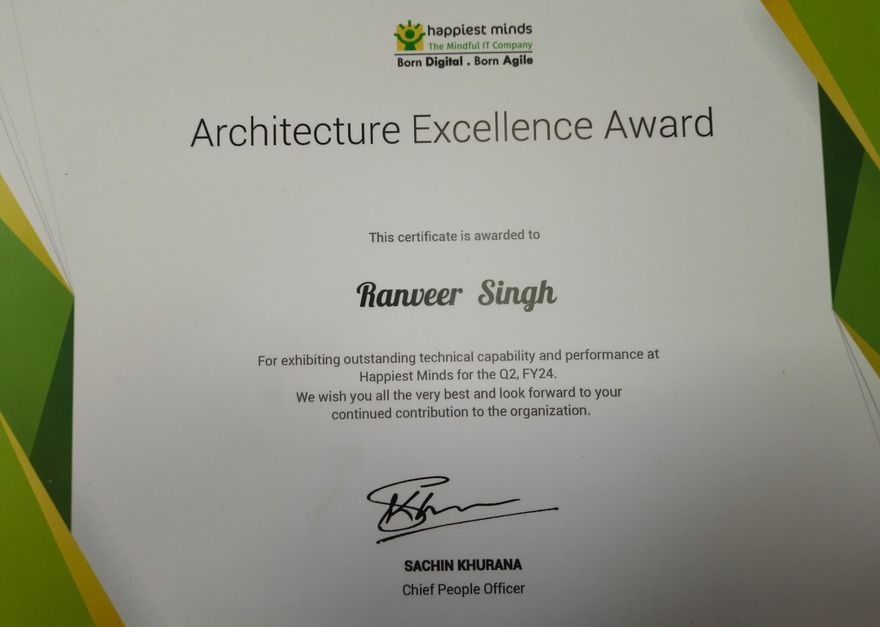 happiest minds
The Mindful IT Company
Born Digital . Born Agile
Architecture Excellence Award
This certificate is awarded to
Ranveer Singh
For exhibiting outstanding technical capability and performance at
Happiest Minds for the Q2, FY24.
We wish you all the very best and look forward to your
continued contribution to the organization.
SACHIN KHURANA
Chief People Officer